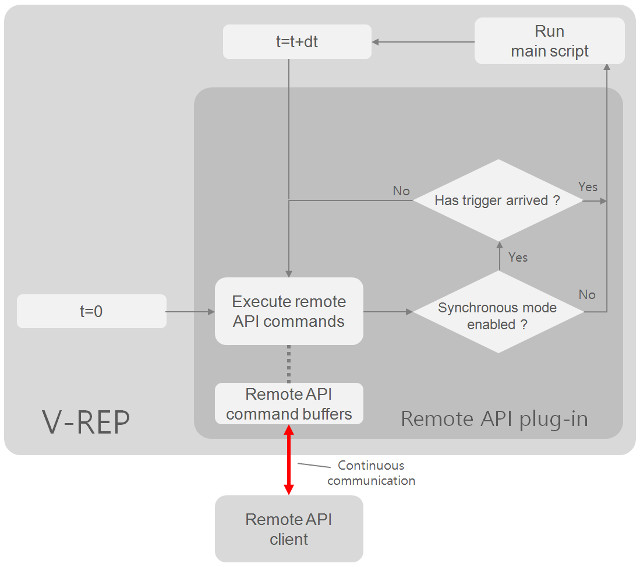 t=t+dt
Run
main script
No
Has trigger arrived ?
Yes
Yes
t=0
Execute remote
API commands
Synchronous mode
enabled ?
No
Remote API
command buffers
V-REP
Remote API plug-in
Continuous
communication
Remote API
client